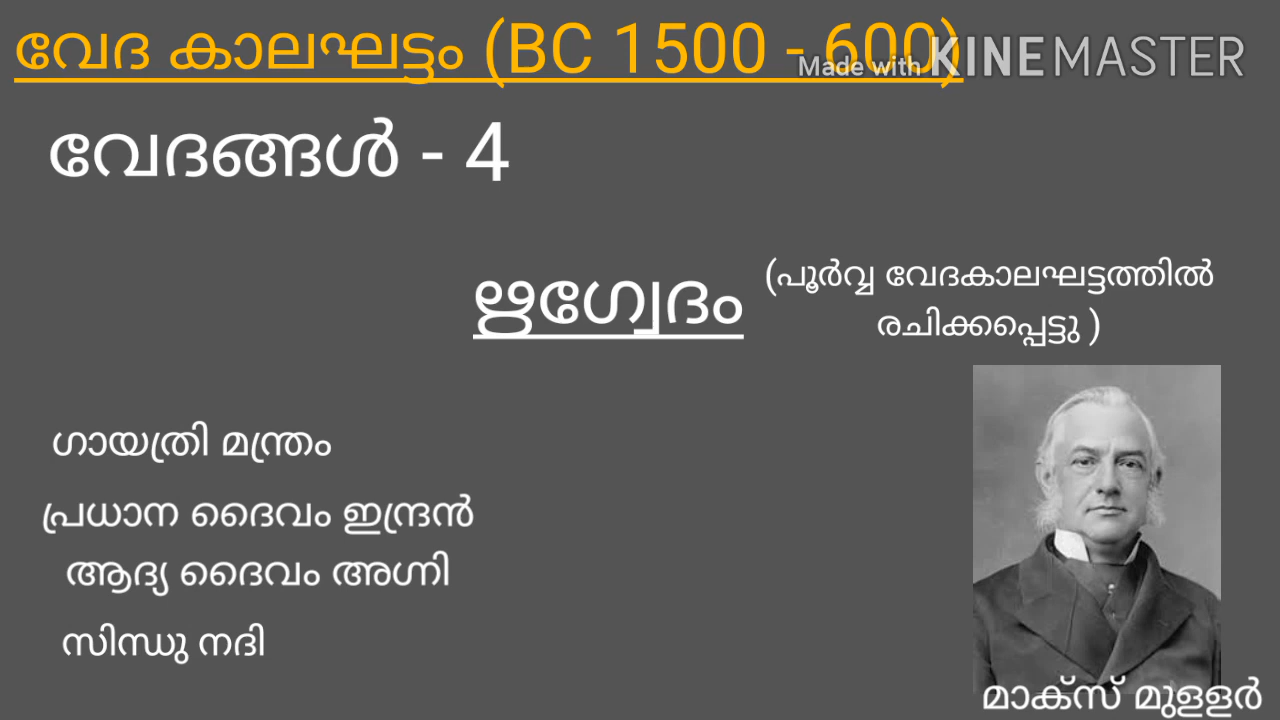 വേദ കാലഘട്ടം (BC 1500 - 600)
Made with KINEMASTER
വേദങ്ങൾ - 4
ഋഗ്വേദം
(പൂർവ്വ വേദകാലഘട്ടത്തിൽ
രചിക്കപ്പെട്ടു )
ഗായത്രി മന്ത്രം
പ്രധാന ദൈവം ഇന്ദ്രൻ
ആദ്യ ദൈവം അഗ്നി
സിന്ധു നദി
മാക്സ് മുളളർ